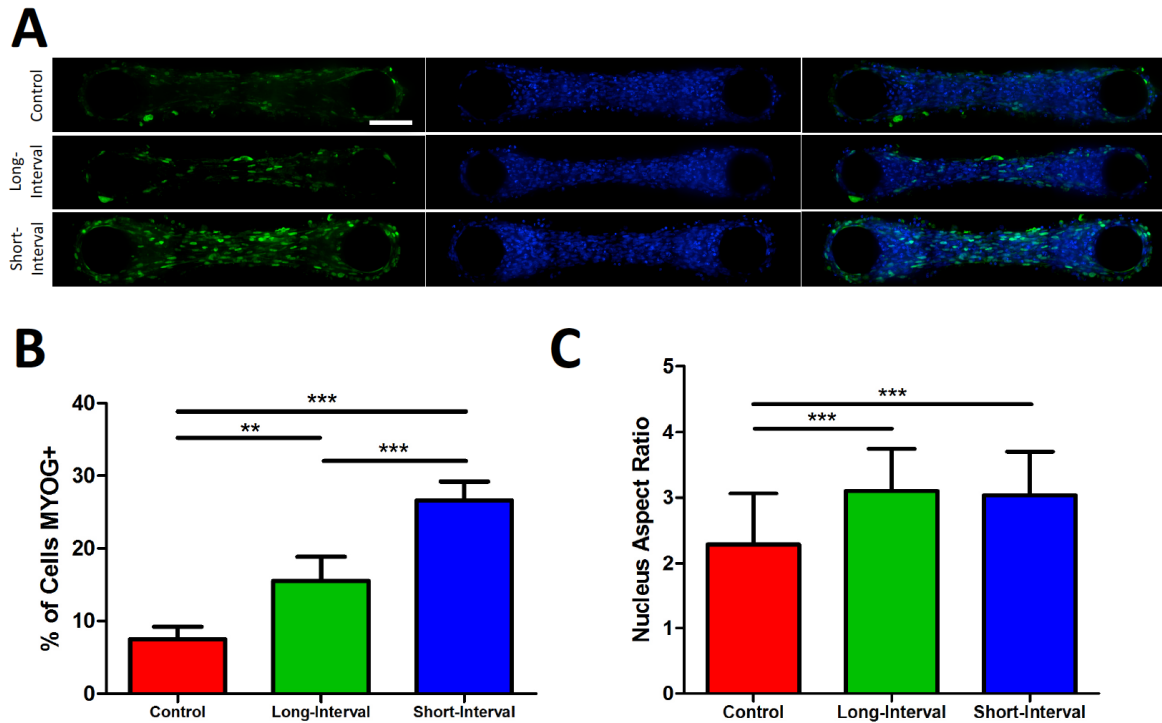 A
Control
Long-
Interval
Short-
Interval
B
% of Cells MYOG+
40
30
20
10
0
***
**
***
Control Long-Interval Short-Interval
C
Nucleus Aspect Ratio
5
4
3
2
1
0
***
***
Control Long-Interval Short-Interval